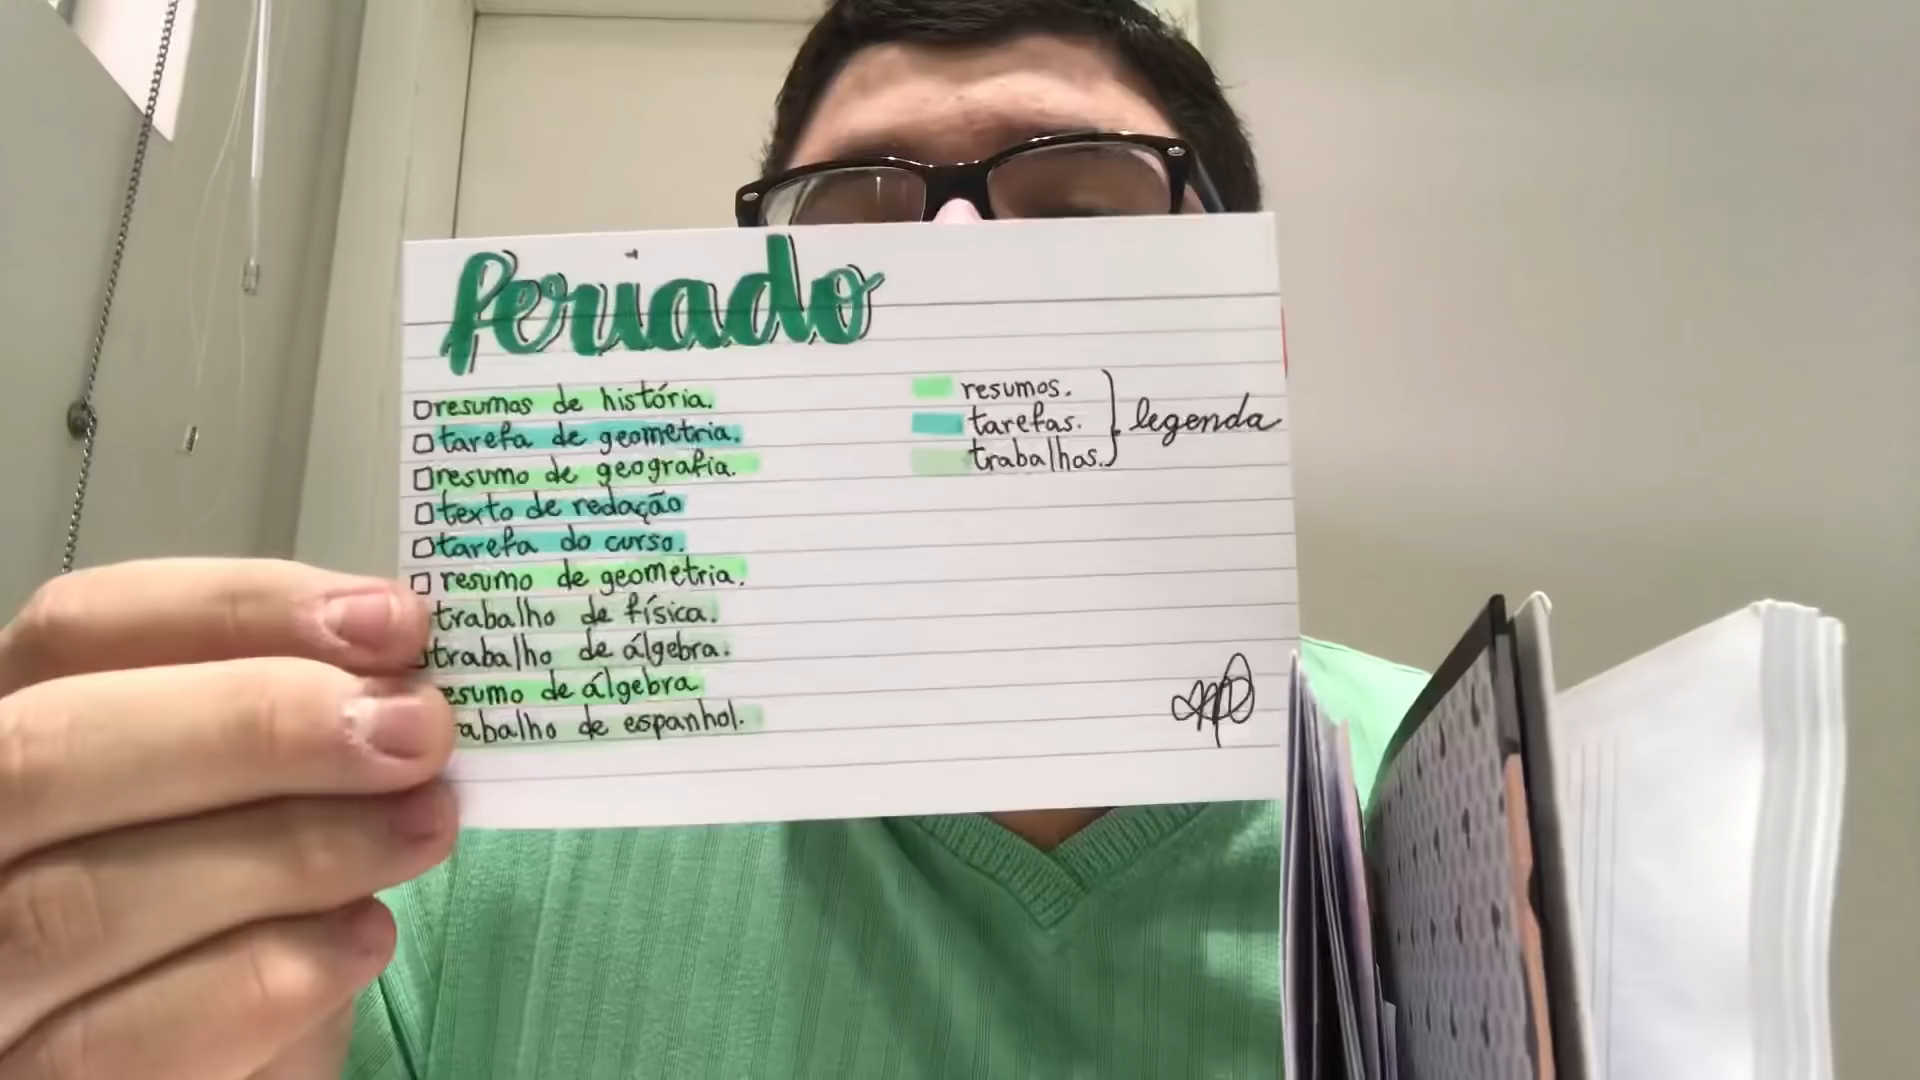 feriado
resumos de história.
tarefa de geometria.
resumo de geografia.
texto de redação
tarefa do curso.
resumo de geometria.
trabalho de física.
trabalho de álgebra.
esumo de álgebra
abalho de espanhol.
resumos.
tarefas.
trabalhos.
legenda